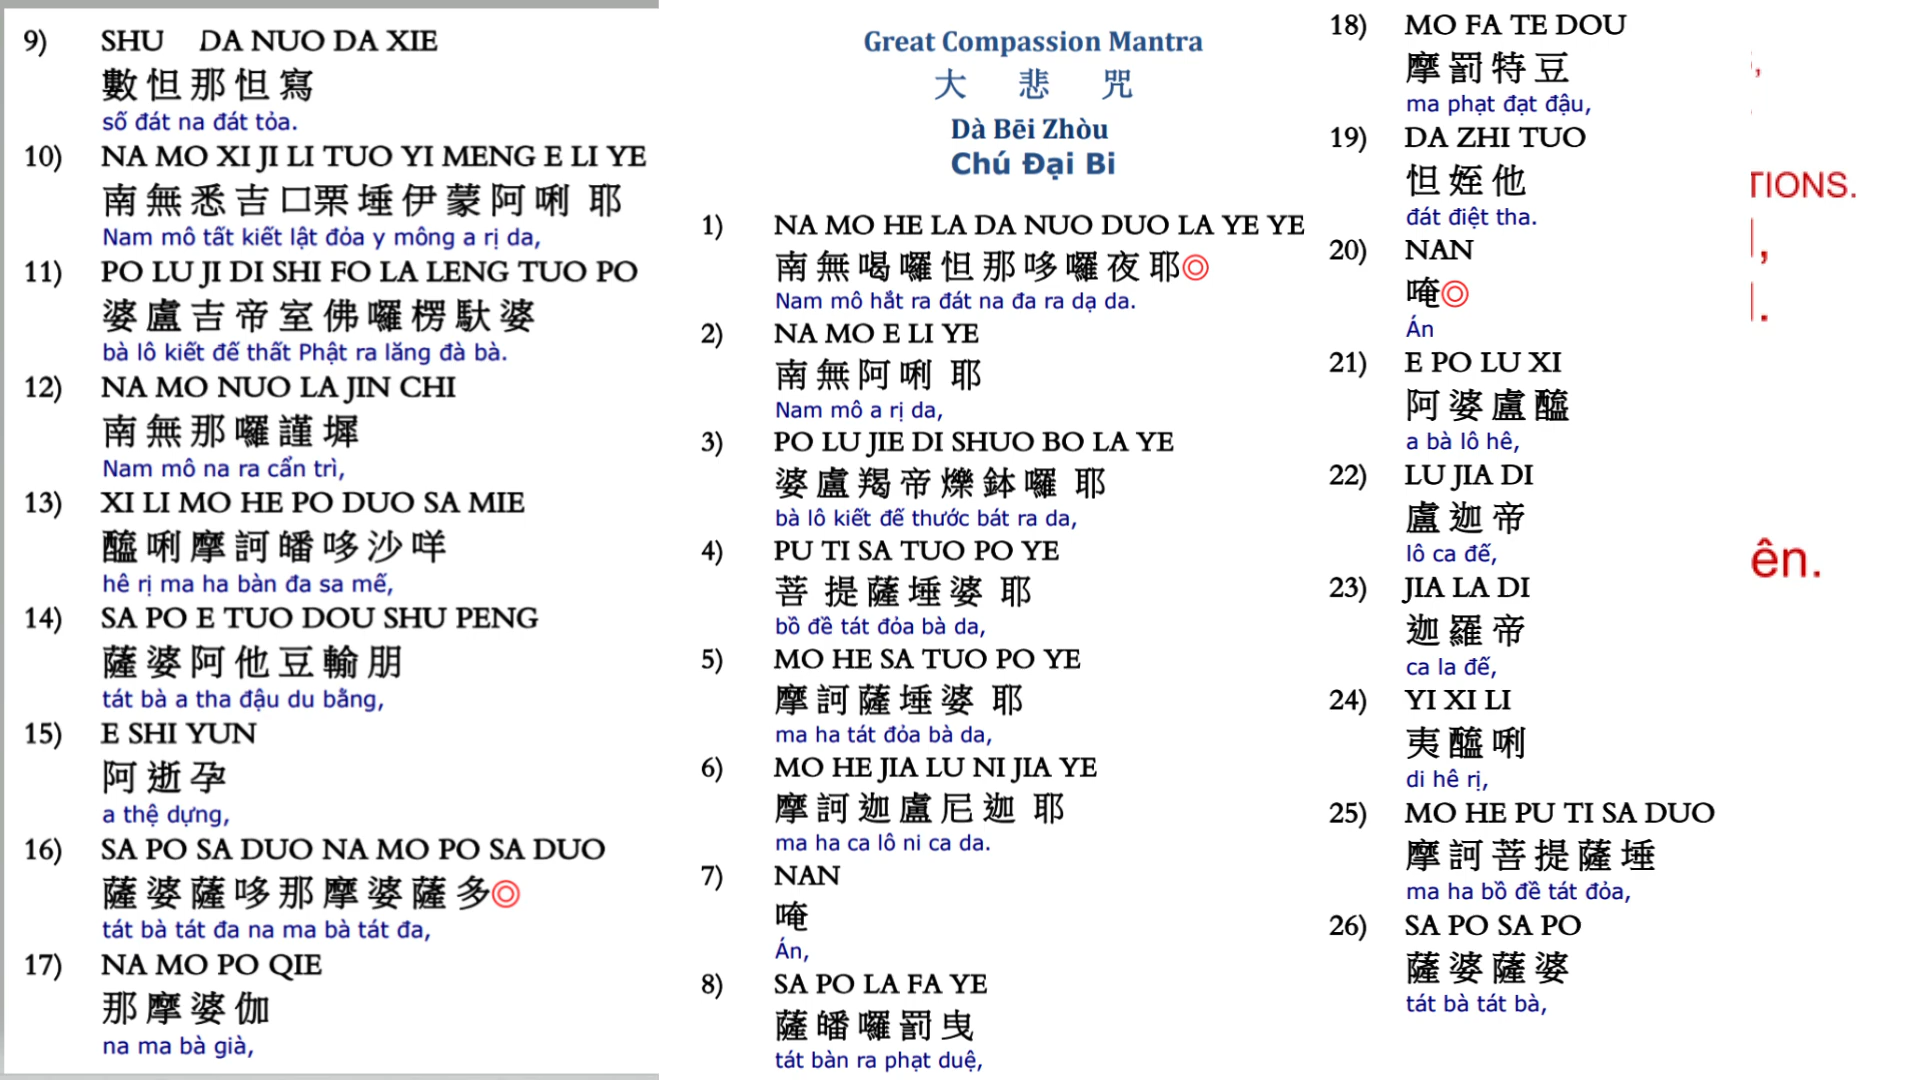 9) SHU DA NUO DA XIE
數 怛 那 怛 寫
số đát na đát tỏa.
10) NA MO XI JI LI TUO YI MENG E LI YE
南 無 悉 吉 口栗 埵 伊 蒙 阿 唎 耶
Nam mô tất kiết lật đỏa y mông a rị da,
11) PO LU JI DI SHI FO LA LENG TUO PO
婆 盧 吉 帝 室 佛 囉 楞 馱 婆
bà lô kiết đế thất Phật ra lăng đà bà.
12) NA MO NUO LA JIN CHI
南 無 那 囉 謹 墀
Nam mô na ra cẩn trì,
13) XI LI MO HE PO DUO SA MIE
醯 唎 摩 訶 皤 哆 沙 咩
hê rị ma ha bàn đa sa mế,
14) SA PO E TUO DOU SHU PENG
薩 婆 阿 他 豆 輸 朋
tát bà a tha đậu du bằng,
15) E SHI YUN
阿 逝 孕
a thệ dựng,
16) SA PO SA DUO NA MO PO SA DUO
薩 婆 薩 哆 那 摩 婆 薩 多◎
tát bà tát đa na ma bà tát đa,
17) NA MO PO QIE
那 摩 婆 伽
na ma bà già,
Great Compassion Mantra
大 悲 咒
Dà Bēi Zhòu
Chú Đại Bi
1) NA MO HE LA DA NUO DUO LA YE YE
南 無 喝 囉 怛 那 哆 囉 夜 耶◎
Nam mô hắt ra đát na đa ra dạ da.
2) NA MO E LI YE
南 無 阿 唎 耶
Nam mô a rị da,
3) PO LU JIE DI SHUO BO LA YE
婆 盧 羯 帝 爍 鉢 囉 耶
bà lô kiết đế thước bát ra da,
4) PU TI SA TUO PO YE
菩 提 薩 埵 婆 耶
bồ đề tát đỏa bà da,
5) MO HE SA TUO PO YE
摩 訶 薩 埵 婆 耶
ma ha tát đỏa bà da,
6) MO HE JIA LU NI JIA YE
摩 訶 迦 盧 尼 迦 耶
ma ha ca lô ni ca da.
7) NAN
唵
Án,
8) SA PO LA FA YE
薩 皤 囉 罰 曳
tát bàn ra phạt duệ,
18) MO FA TE DOU
摩 罰 特 豆
ma phạt đạt đậu,
19) DA ZHI TUO
怛 姪 他
đát điệt tha.
20) NAN
唵◎
Án
21) E PO LU XI
阿 婆 盧 醯
a bà lô hê,
22) LU JIA DI
盧 迦 帝
lô ca đế,
23) JIA LA DI
迦 羅 帝
ca la đế,
24) YI XI LI
夷 醯 唎
di hê rị,
25) MO HE PU TI SA DUO
摩 訶 菩 提 薩 埵
ma ha bồ đề tát đỏa,
26) SA PO SA PO
薩 婆 薩 婆
tát bà tát bà,
TIONS.
ên.